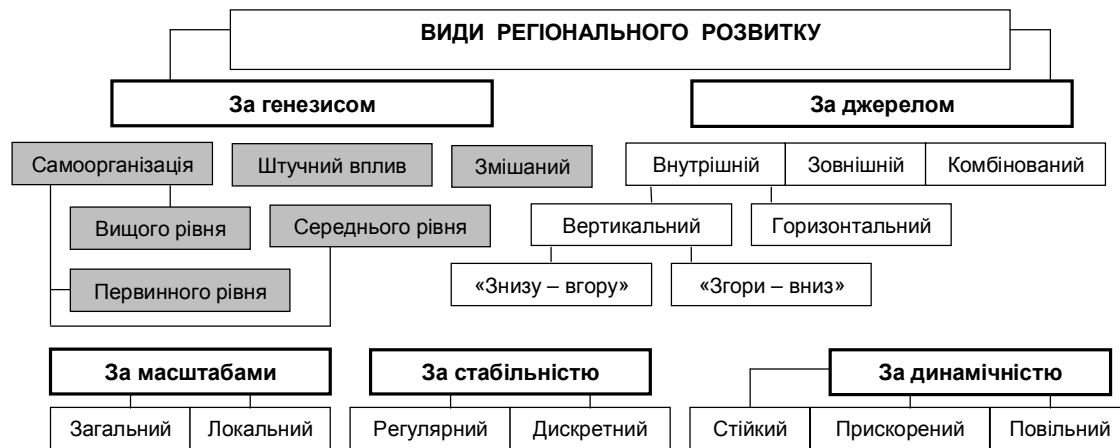 ВИДИ РЕГІОНАЛЬНОГО РОЗВИТКУ
За генезисом
За джерелом
Самоорганізація
Штучний вплив
Змішаний
Внутрішній
Зовнішній
Комбінований
Вищого рівня
Середнього рівня
Вертикальний
Горизонтальний
Первинного рівня
«Знизу – вгору»
«Згори – вниз»
За масштабами
За стабільністю
За динамічністю
Загальний
Локальний
Регулярний
Дискретний
Стійкий
Прискорений
Повільний